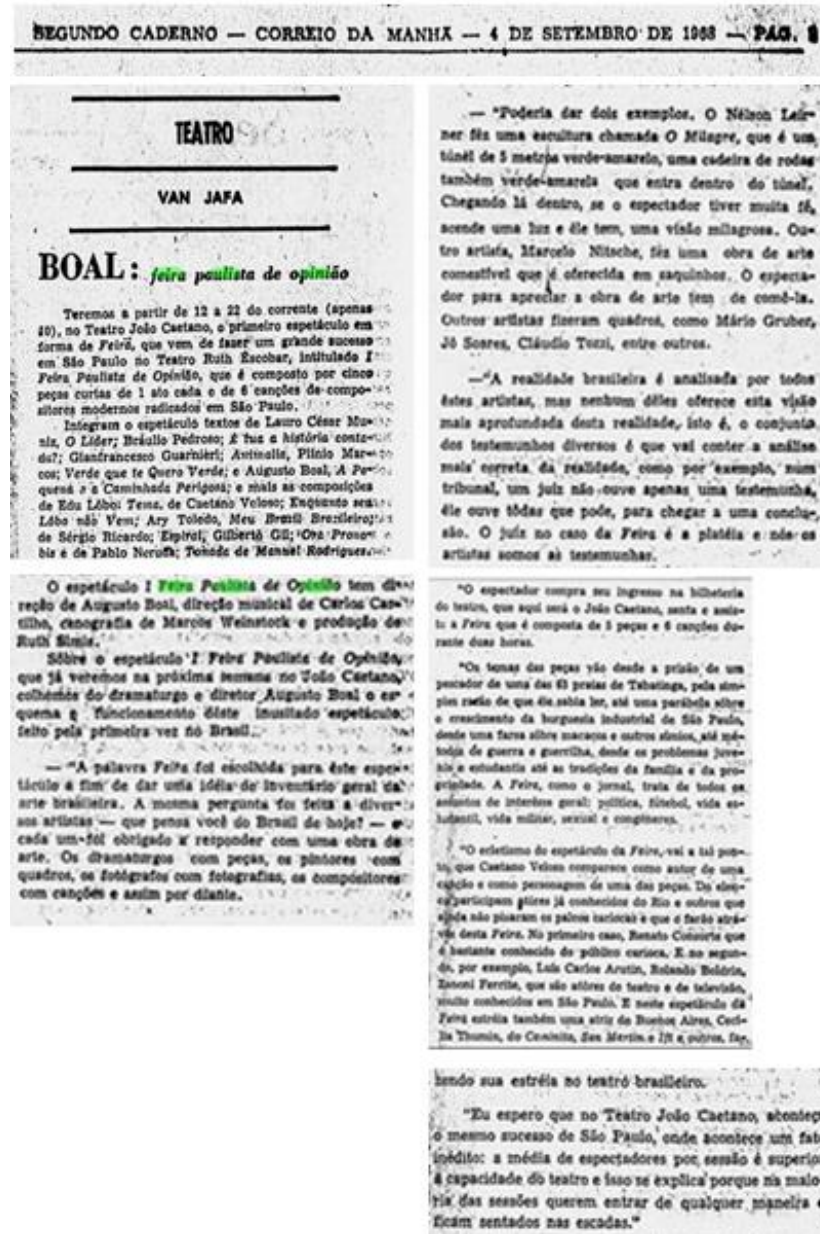 SEGUNDO CADERNO — CORREIO DA MANHÃ — 4 DE SETEMBRO DE 1968 — PÁG.
TEATRO
VAN JAFA
BOAL: feira paulista de opinião
Teremos a partir de 12 a 22 do corrente (apenas
10), no Teatro João Caetano, o primeiro espetáculo em
forma de Feira, que vem de fazer um grande sucesso
em São Paulo no Teatro Ruth Escobar, intitulado I
Feira Paulista de Opinião, que é composto por cinco
peças curtas de 1 ato cada e de 6 canções de compo-
sitores modernos radicados em São Paulo.
Integram o espetáculo textos de Lauro César Mu-
niz, O Líder; Bráulio Pedroso; É tua a história conta-
da?; Gianfrancesco Guarnieri; Animalia, Plínio Mar-
cos; Verde que te Quero Verde; e Augusto Boal, A
e a Caminhada Perigosa; e mais as composições
de Edu Lôbo: Tema, de Caetano Veloso; Enquanto seu
Lôbo não Vem; Ary Toledo, Meu Brasil Brasileiro;
de Sérgio Ricardo; Espiral, Gilberto Gil; Ora Prono-
bis e de Pablo Neruda; Tonada de Manuel Rodrigues.
O espetáculo I Feira Paulista de Opinião tem di-
reção de Augusto Boal, direção musical de Carlos Cas-
tilho, cenografia de Marcos Weinstock e produção de
Ruth
Sôbre o espetáculo I Feira Paulista de Opinião,
que já veremos na próxima semana no João Caetano,
colhemos do dramaturgo e diretor Augusto Boal o es-
quema e funcionamento dêste inusitado espetáculo
feito pela primeira vez no Brasil.
— "A palavra Feira foi escolhida para êste espe-
táculo a fim de dar uma idéia de inventário geral da
arte brasileira. A mesma pergunta foi feita a diver-
sos artistas — que pensa você do Brasil de hoje? — e
cada um foi obrigado a responder com uma obra de
arte. Os dramaturgos com peças, os pintores com
quadros, os fotógrafos com fotografias, os compositores
com canções e assim por diante.
— "Poderia dar dois exemplos. O Nélson Leir-
ner fêz uma escultura chamada O Milagre, que é um
túnel de 5 metros verde-amarelo, uma cadeira de rodas
também verde-amarela que entra dentro do túnel.
Chegando lá dentro, se o espectador tiver muita fé,
acende uma luz e êle tem, uma visão milagrosa. Ou-
tro artista, Marcelo Nitsche, fêz uma obra de arte
comestível que é oferecida em saquinhos. O especta-
dor para apreciar a obra de arte tem de comê-la.
Outros artistas fizeram quadros, como Mário Gruber,
Jô Soares, Cláudio Tozzi, entre outros.
—"A realidade brasileira é analisada por todos
êstes artistas, mas nenhum dêles oferece esta visão
mais aprofundada desta realidade, isto é, o conjunto
dos testemunhos diversos é que vai conter a análise
mais correta da realidade, como por exemplo, num
tribunal, um juiz não ouve apenas uma testemunha,
êle ouve tôdas que pode, para chegar a uma conclu-
são. O juiz no caso da Feira é a platéia e nós os
artistas somos as testemunhas.
"O espectador compra seu ingresso na bilheteria
do teatro, que aqui será o João Caetano, senta e assis-
te a Feira que é composta de 5 peças e 6 canções du-
rante duas horas.
"Os temas das peças vão desde a prisão de um
pescador de uma das 63 praias de Tabatinga, pela sim-
ples razão de que êle sabia ler, até uma parábola sôbre
o crescimento da burguesia industrial de São Paulo,
desde uma farsa sôbre macacos e outros símios, até mé-
todos de guerra e guerrilha, desde os problemas juve-
nis e estudantis até as tradições da família e da pro-
priedade. A Feira, como o jornal, trata de todos os
assuntos de interêsse geral: política, futebol, vida es-
tudantil, vida militar, sexual e congêneres.
"O ecletismo do espetáculo da Feira, vai a tal pon-
to, que Caetano Veloso comparece como autor de uma
canção e como personagem de uma das peças. Do elen-
co participam atôres já conhecidos do Rio e outros que
ainda não pisaram os palcos cariocas e que o farão atra-
vés desta Feira. No primeiro caso, Renato Consorte que
é bastante conhecido do público carioca. E no segun-
do, por exemplo, Luís Carlos Arutin, Rolando Boldrin,
Zanoni Ferrite, que são atôres de teatro e de televisão,
muito conhecidos em São Paulo. E neste espetáculo da
Feira estréia também uma atriz de Buenos Aires, Cecí-
lia Thumin, do Caminito, San Martin e Ift e outros, fa-
zendo sua estréia no teatro brasileiro.
"Eu espero que no Teatro João Caetano, aconteça
o mesmo sucesso de São Paulo, onde acontece um fato
inédito: a média de espectadores por sessão é superior
à capacidade do teatro e isso se explica porque na maio-
ria das sessões querem entrar de qualquer maneira e
ficam sentados nas escadas."